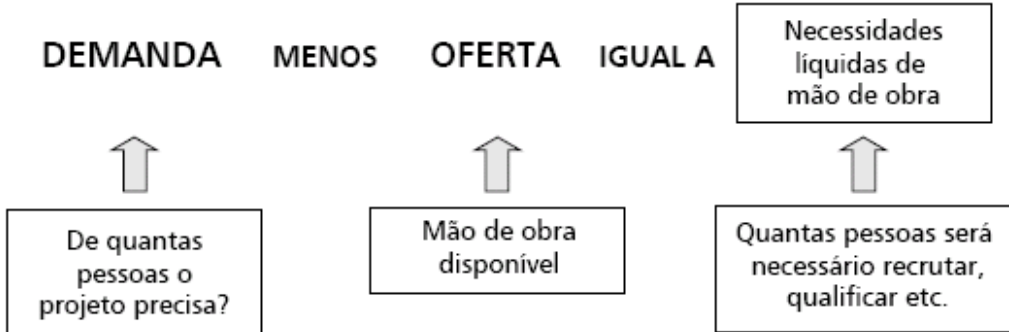 DEMANDA MENOS OFERTA IGUAL A
Necessidades
líquidas de
mão de obra
De quantas
pessoas o
projeto precisa?
Mão de obra
disponível
Quantas pessoas será
necessário recrutar,
qualificar etc.